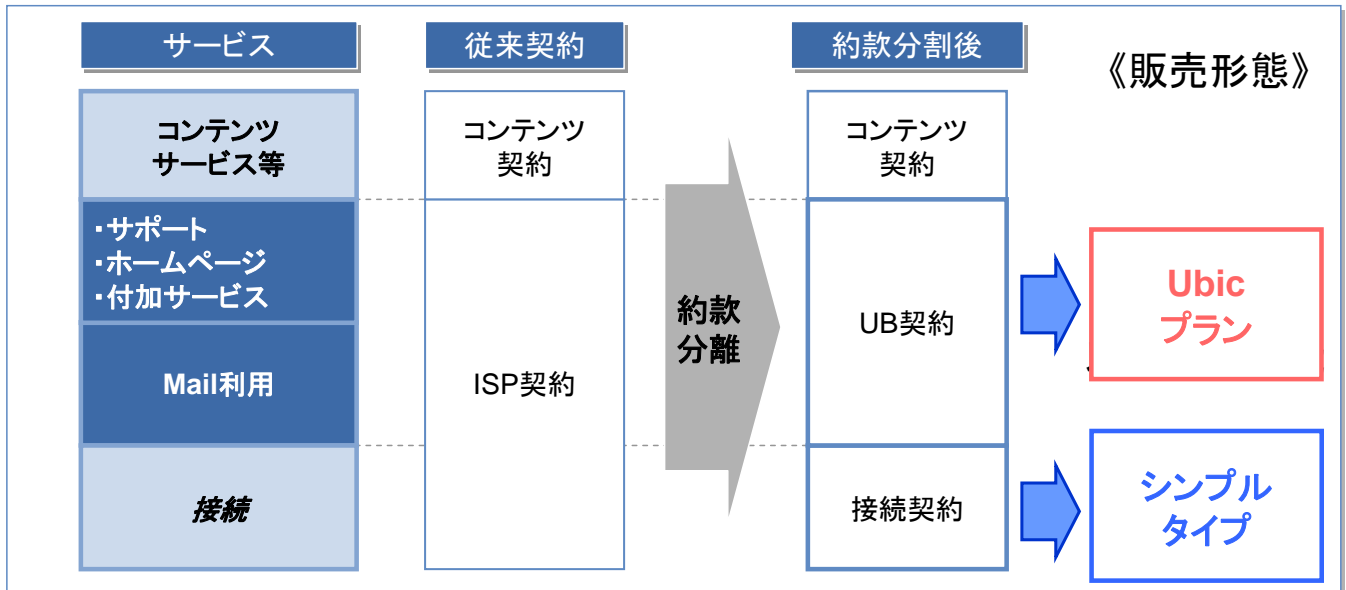 サービス
従来契約
約款分割後
《販売形態》
コンテンツ
サービス等
コンテンツ
契約
コンテンツ
契約
・サポート
・ホームページ
・付加サービス
Mail利用
ISP契約
約款
分離
UB契約
Ubic
プラン
接続
接続契約
シンプル
タイプ